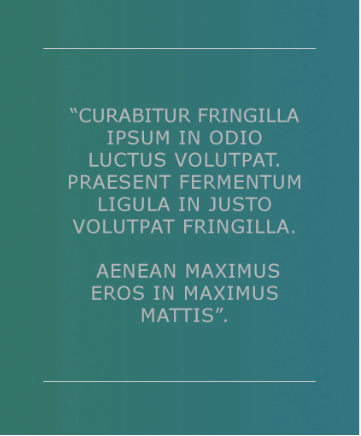 “CURABITUR FRINGILLA
IPSUM IN ODIO
LUCTUS VOLUTPAT.
PRAESENT FERMENTUM
LIGULA IN JUSTO
VOLUTPAT FRINGILLA.
AENEAN MAXIMUS
EROS IN MAXIMUS
MATTIS”.